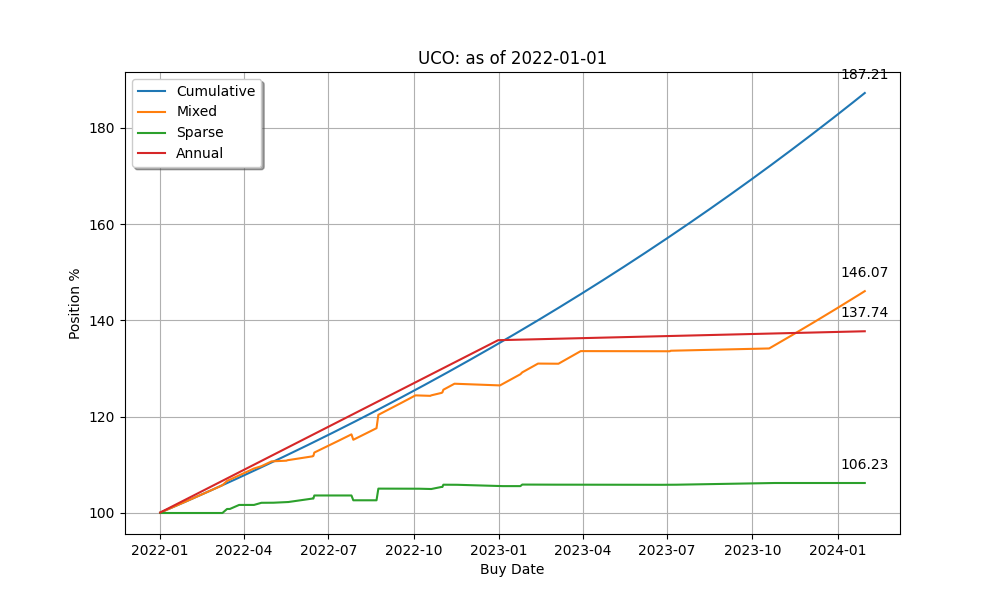 UCO: as of 2022-01-01
Cumulative
Mixed
Sparse
Annual
187.21
146.07
137.74
106.23
180
160
140
120
100
Position %
2022-01 2022-04 2022-07 2022-10 2023-01 2023-04 2023-07 2023-10 2024-01
Buy Date